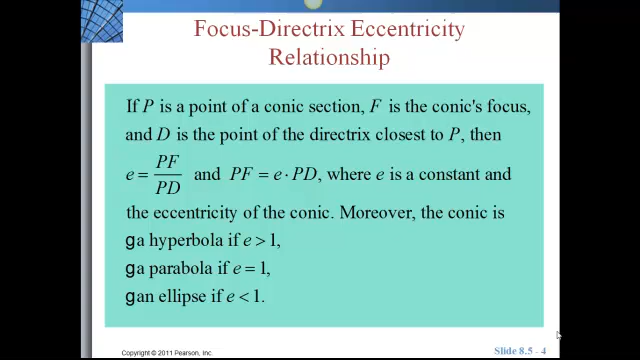 Focus-Directrix Eccentricity
Relationship
If P is a point of a conic section, F is the conic's focus,
and D is the point of the directrix closest to P, then
e = PF/PD and PF = e · PD, where e is a constant and
the eccentricity of the conic. Moreover, the conic is
ga hyperbola if e > 1,
ga parabola if e = 1,
gan ellipse if e < 1.
Copyright © 2011 Pearson, Inc.
Slide 8.5 - 4